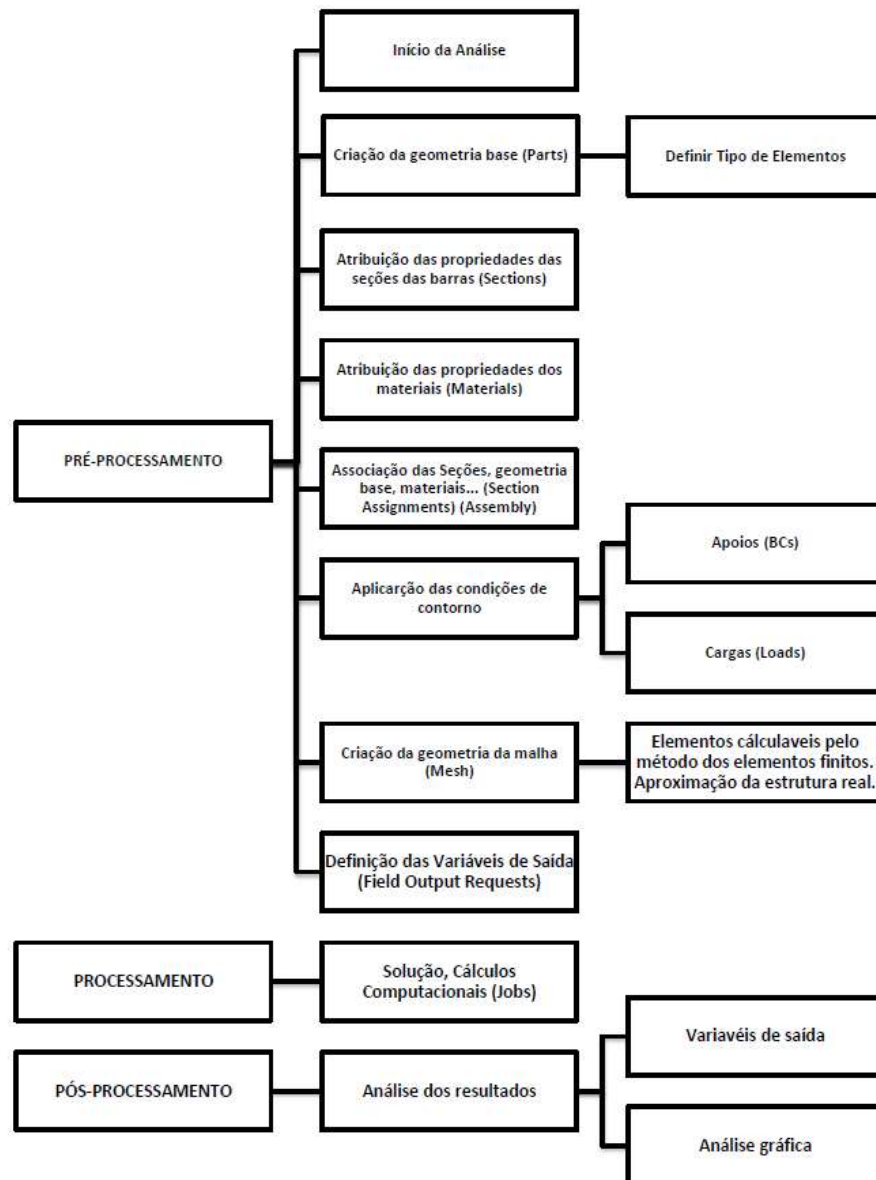 Início da Análise
Criação da geometria base (Parts)
Definir Tipo de Elementos
Atribuição das propriedades das
seções das barras (Sections)
Atribuição das propriedades dos
materiais (Materials)
PRÉ-PROCESSAMENTO
Associação das Seções, geometria
base, materiais... (Section
Assignments) (Assembly)
Aplicarção das condições de
contorno
Apoios (BCs)
Cargas (Loads)
Criação da geometria da malha
(Mesh)
Elementos cálculaveis pelo
método dos elementos finitos.
Aproximação da estrutura real.
Definição das Variáveis de Saída
(Field Output Requests)
PROCESSAMENTO
Solução, Cálculos
Computacionais (Jobs)
PÓS-PROCESSAMENTO
Análise dos resultados
Variavéis de saída
Análise gráfica